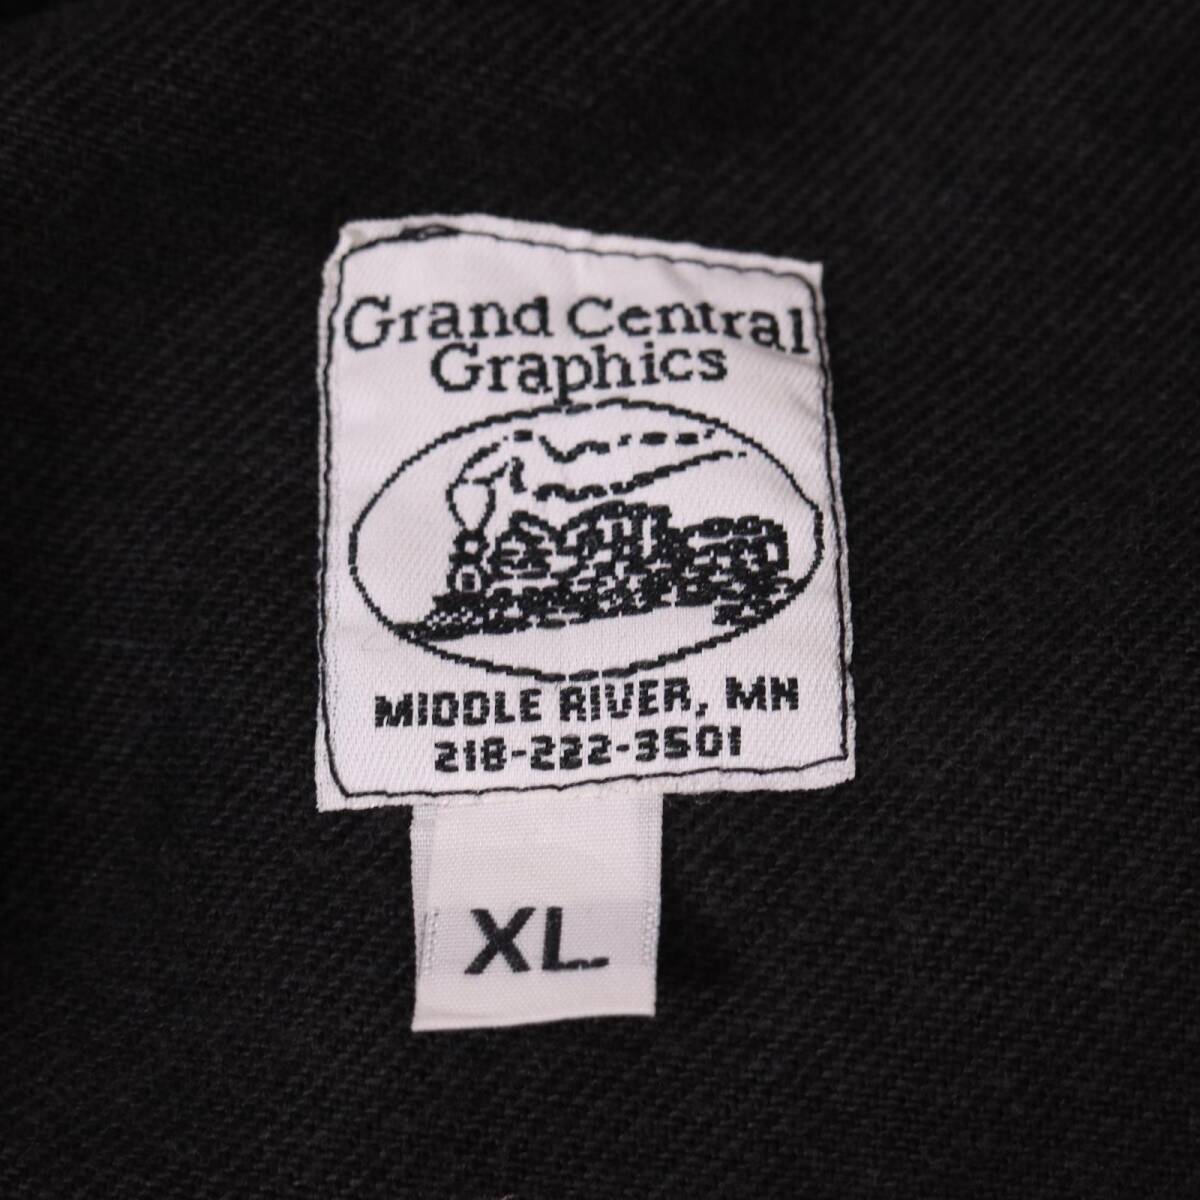 Grand Central
Graphics
MIDDLE RIVER, MN
218-222-3501
XL